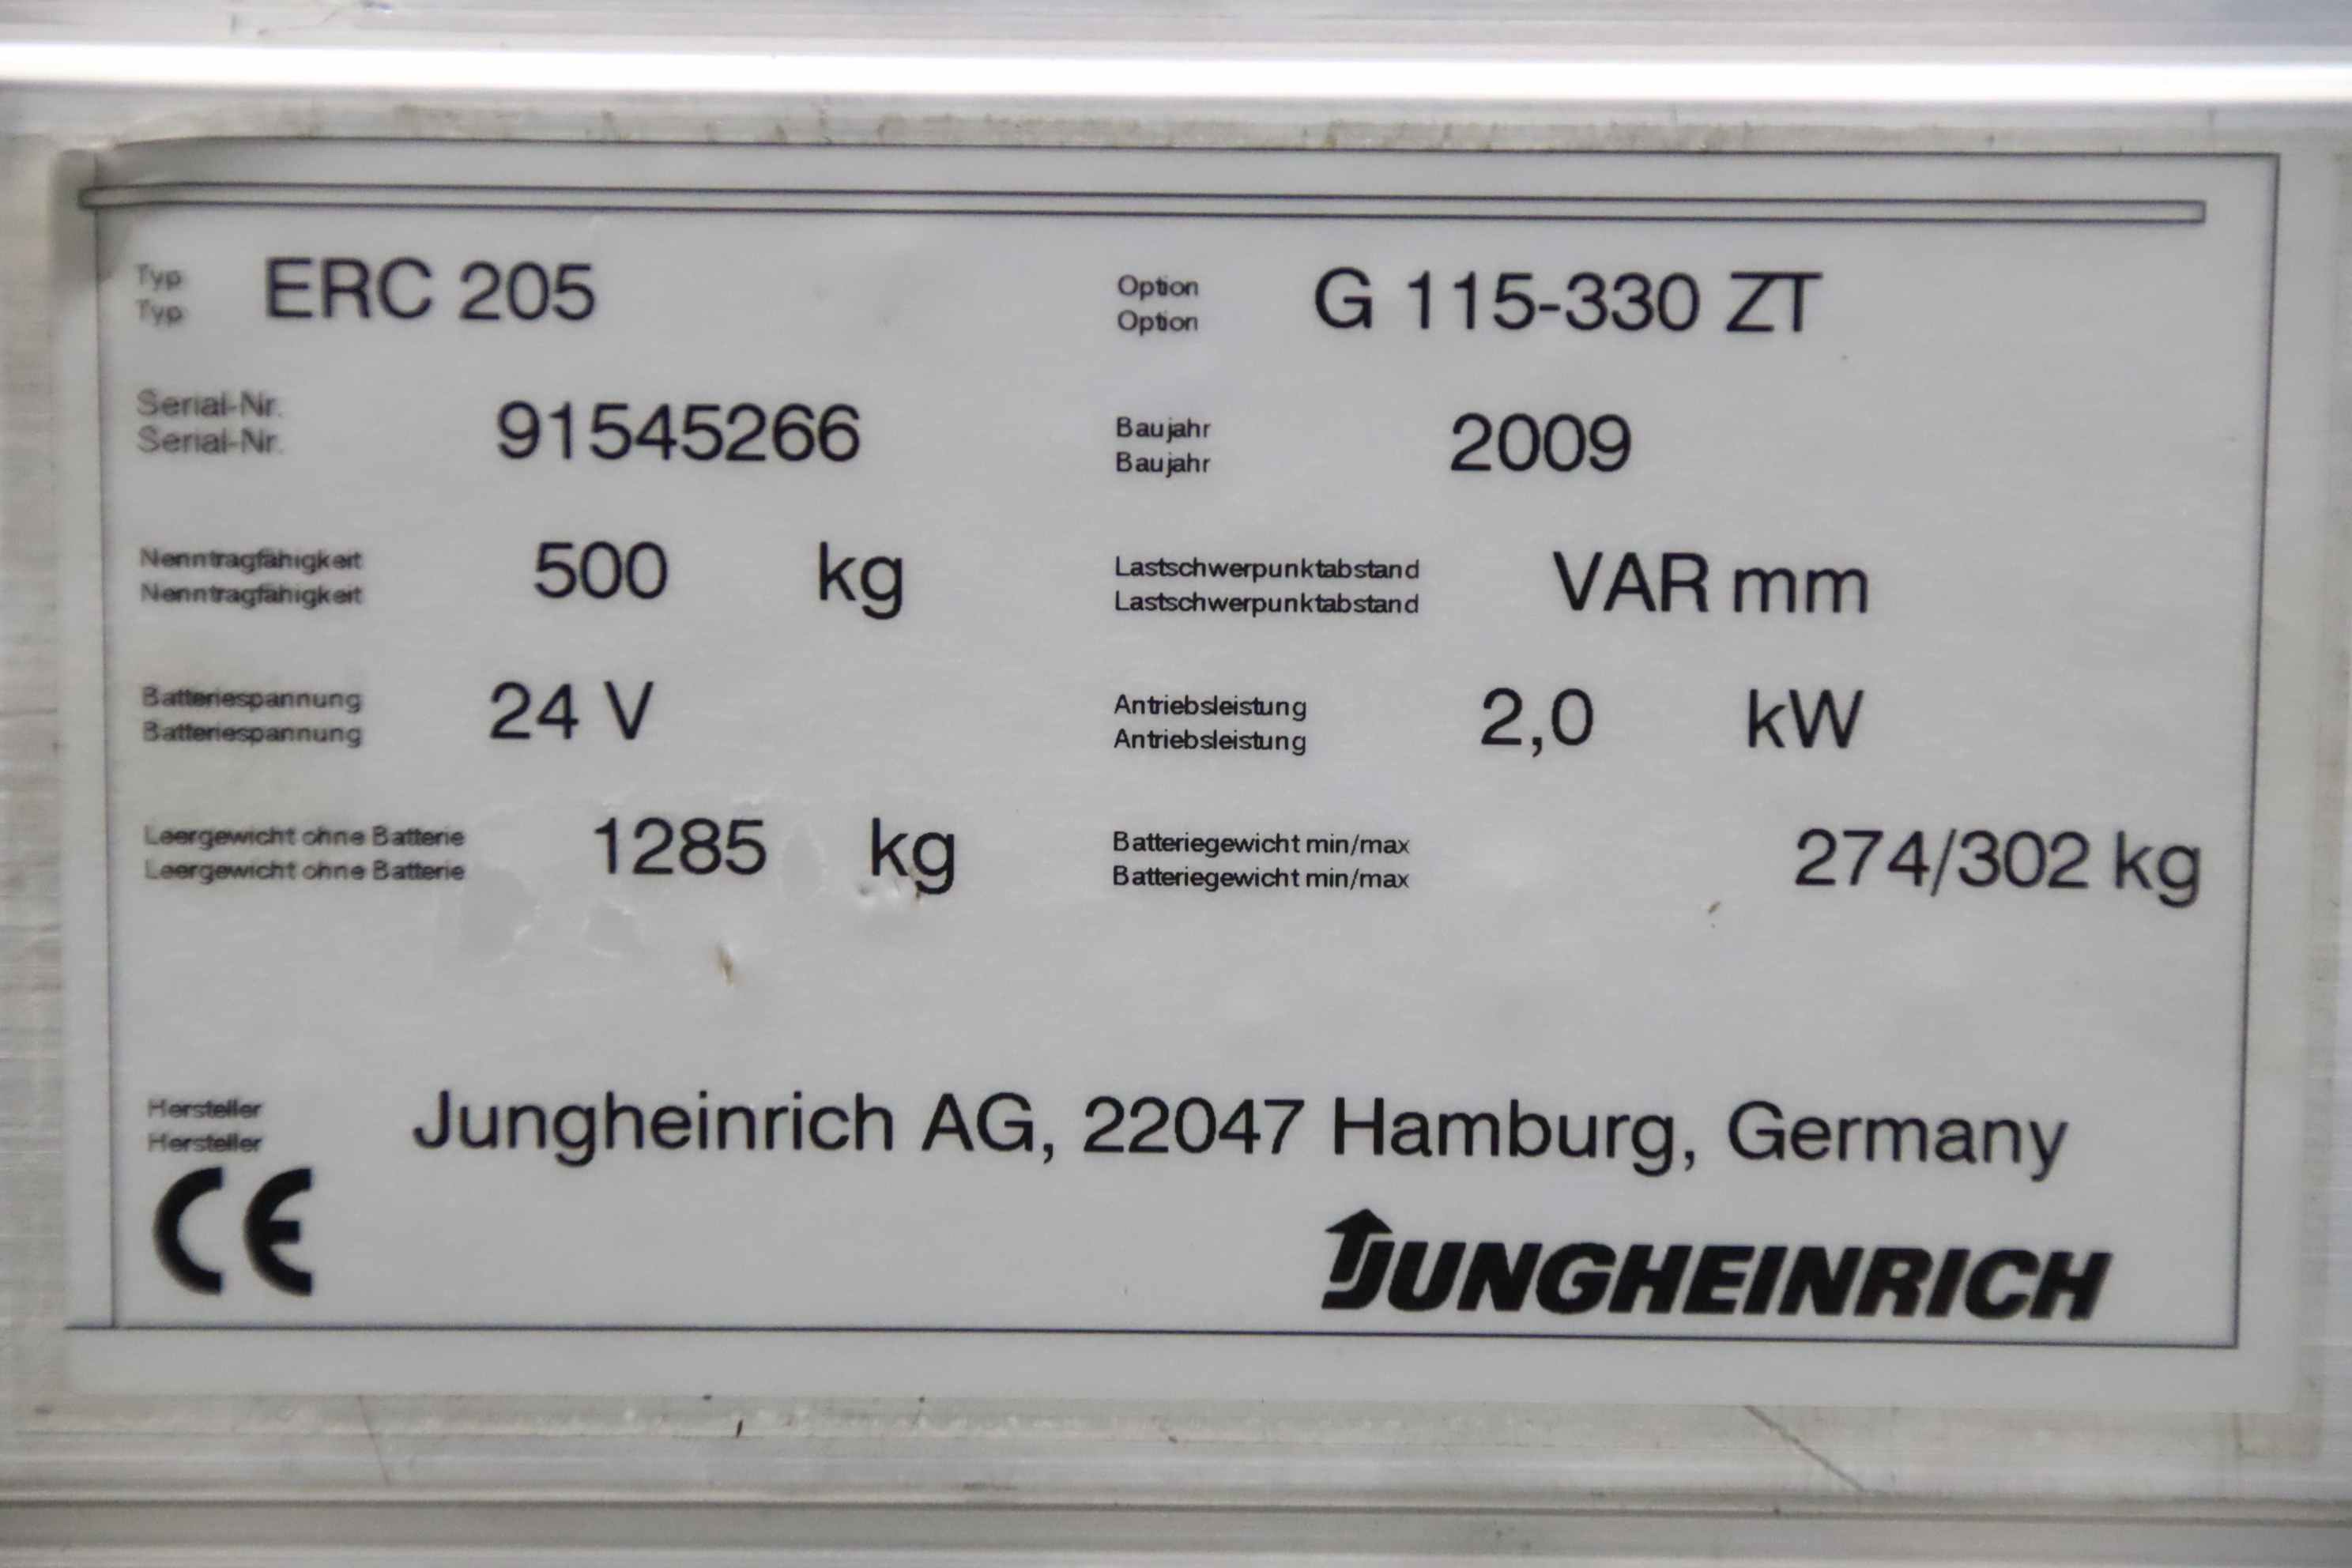 Typ
Typ
ERC 205
Option
Option
G 115-330 ZT
Serial-Nr.
Serial-Nr.
91545266
Baujahr
Baujahr
2009
Nenntragfähigkeit
Nenntragfähigkeit
500 kg
Lastschwerpunktabstand
Lastschwerpunktabstand
VAR mm
Batteriespannung
Batteriespannung
24 V
Antriebsleistung
Antriebsleistung
2,0 kW
Leergewicht ohne Batterie
Leergewicht ohne Batterie
1285 kg
Batteriegewicht min/max
Batteriegewicht min/max
274/302 kg
Hersteller
Hersteller
Jungheinrich AG, 22047 Hamburg, Germany
CE
JUNGHEINRICH